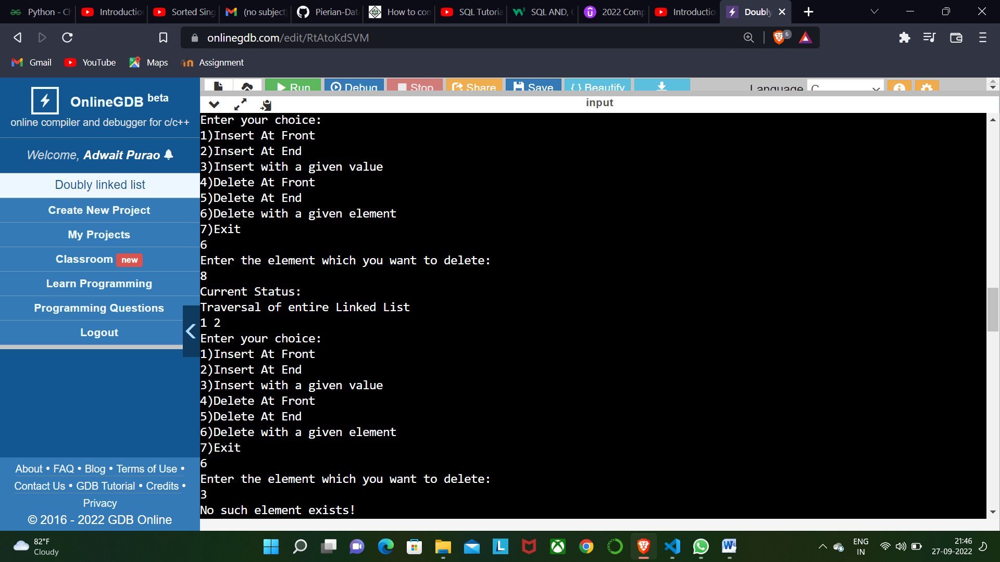 Python - Ch
Introduction
Sorted Sing
(no subject)
Pierian-Data
How to con
SQL Tutoria
SQL AND, O
2022 Comp
Introductio
Doubly
onlinegdb.com/edit/RtAtoKdSVM
6
Gmail
YouTube
Maps
Assignment
OnlineGDB beta
online compiler and debugger for c/c++
Welcome, Adwait Purao
Doubly linked list
Create New Project
My Projects
Classroom new
Learn Programming
Programming Questions
Logout
About • FAQ • Blog • Terms of Use •
Contact Us • GDB Tutorial • Credits •
Privacy
© 2016 - 2022 GDB Online
Run
Debug
Stop
Share
Save
{ } Beautify
Language C
input
Enter your choice:
1)Insert At Front
2)Insert At End
3)Insert with a given value
4)Delete At Front
5)Delete At End
6)Delete with a given element
7)Exit
6
Enter the element which you want to delete:
8
Current Status:
Traversal of entire Linked List
1 2
Enter your choice:
1)Insert At Front
2)Insert At End
3)Insert with a given value
4)Delete At Front
5)Delete At End
6)Delete with a given element
7)Exit
6
Enter the element which you want to delete:
3
No such element exists!
82°F
Cloudy
ENG
IN
21:46
27-09-2022